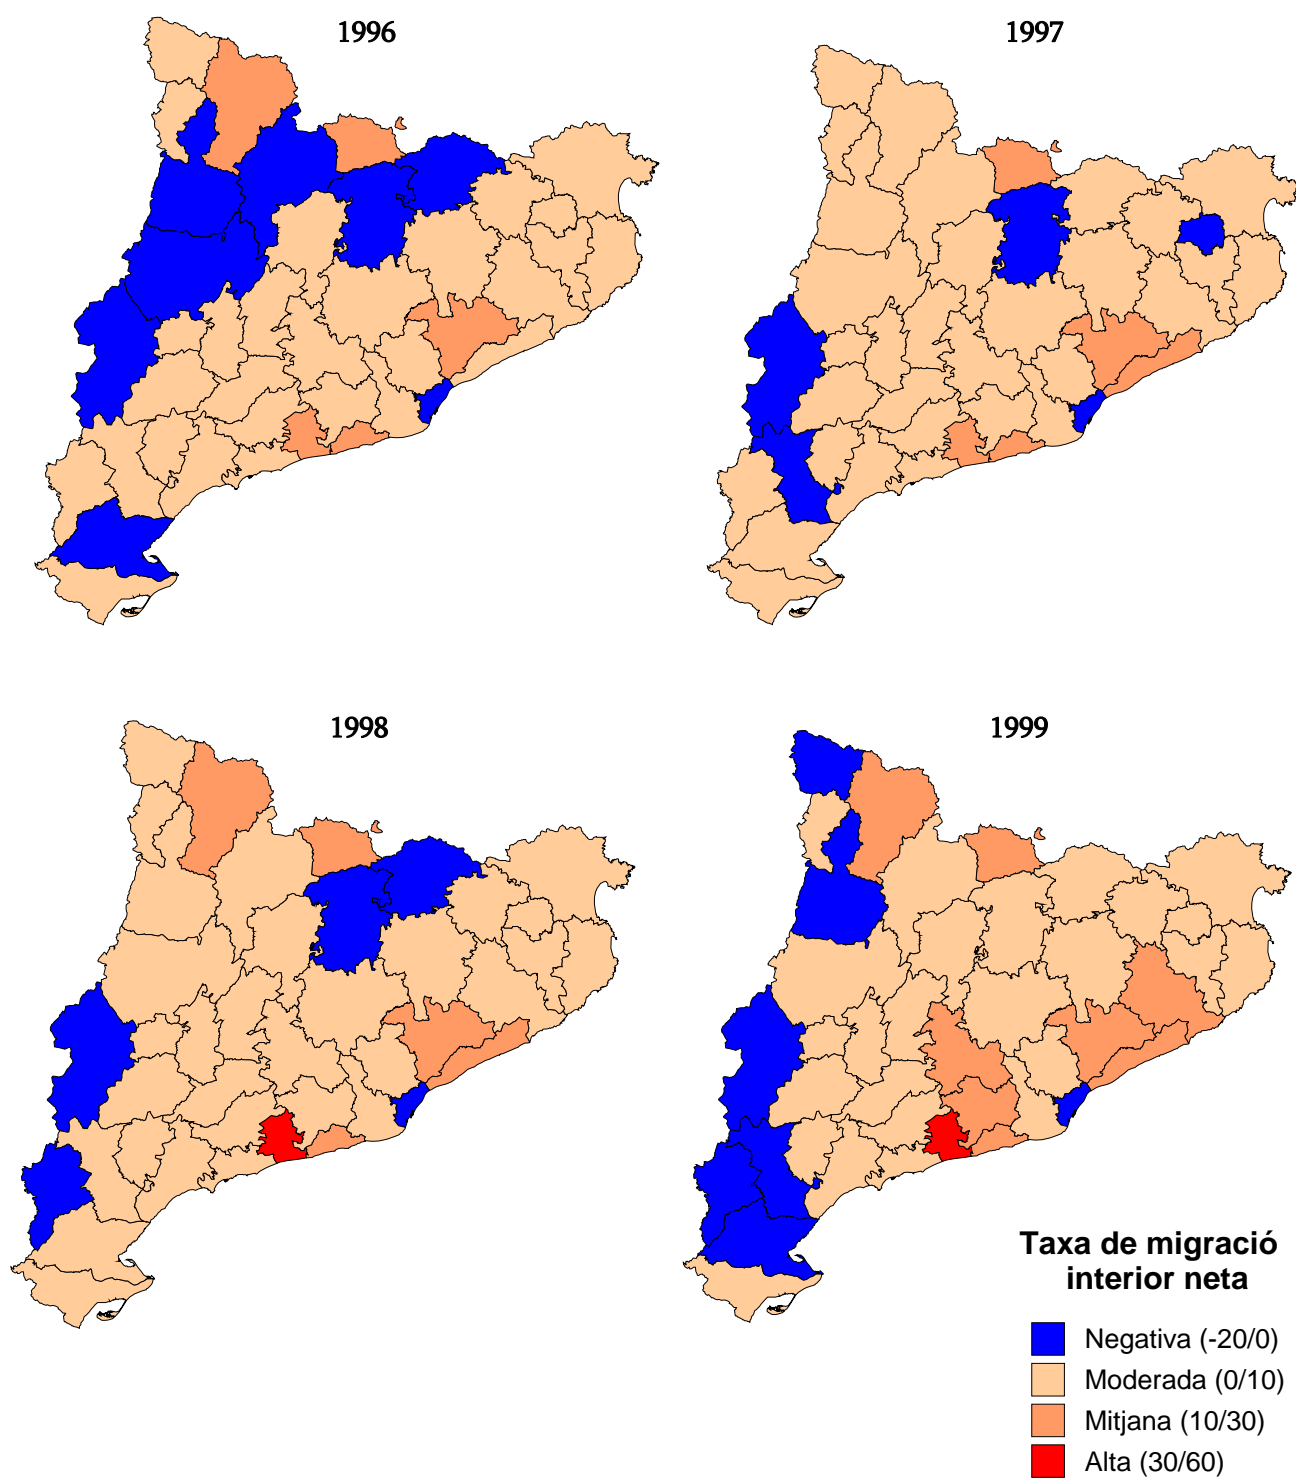 1996
1997
1998
1999
Taxa de migració
interior neta
Negativa (-20/0)
Moderada (0/10)
Mitjana (10/30)
Alta (30/60)